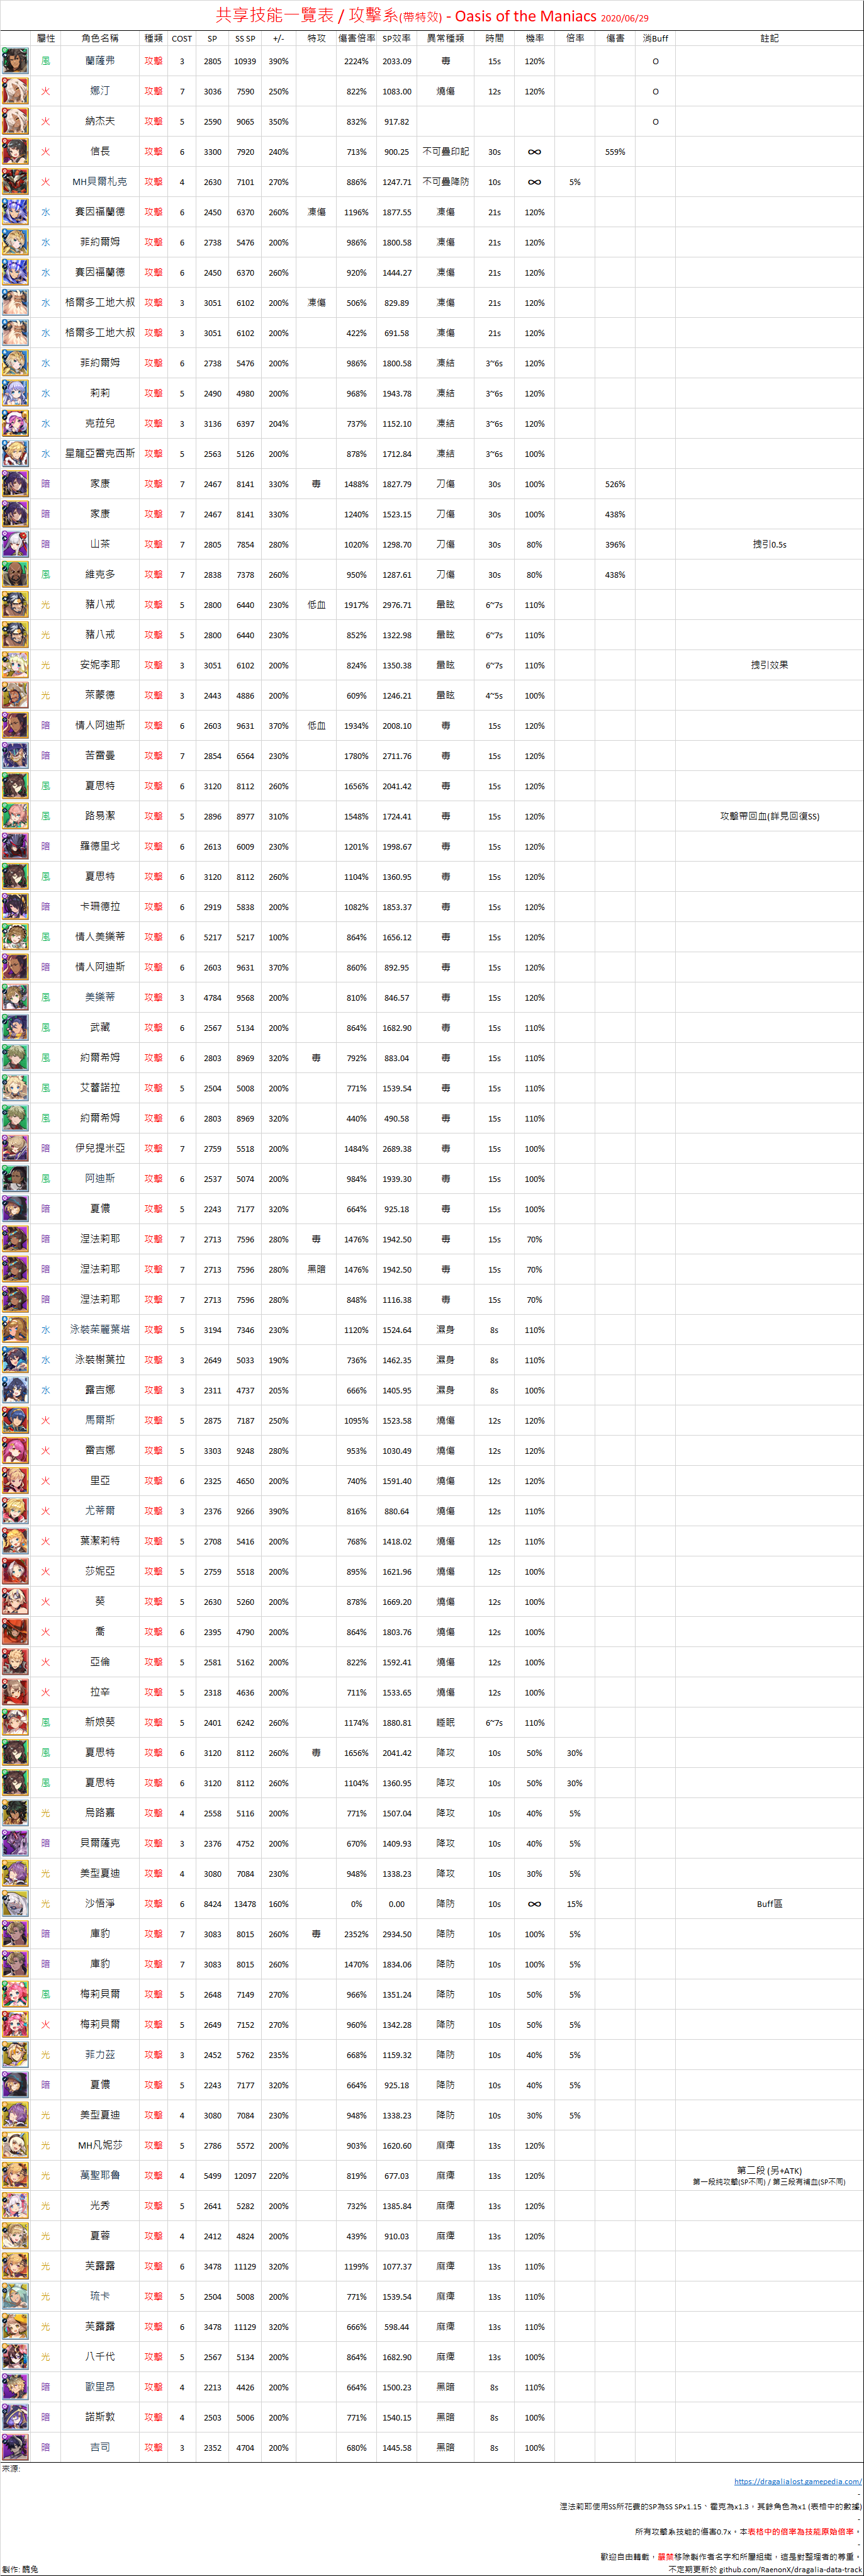 共享技能一覽表 / 攻擊系(帶特效) - Oasis of the Maniacs 2020/06/29
屬性 角色名稱 種類 COST SP SS SP +/- 特攻 傷害倍率 SP效率 異常種類 時間 機率 倍率 傷害 消Buff 註記
風 蘭薩弗 攻擊 3 2805 10939 390% 2224% 2033.09 毒 15s 120% O
火 娜汀 攻擊 7 3036 7590 250% 822% 1083.00 燒傷 12s 120% O
火 納杰夫 攻擊 5 2590 9065 350% 832% 917.82 O
火 信長 攻擊 6 3300 7920 240% 713% 900.25 不可疊印記 30s ∞ 559%
火 MH貝爾札克 攻擊 4 2630 7101 270% 886% 1247.71 不可疊降防 10s ∞ 5%
水 賽因福蘭德 攻擊 6 2450 6370 260% 凍傷 1196% 1877.55 凍傷 21s 120%
水 菲約爾姆 攻擊 6 2738 5476 200% 986% 1800.58 凍傷 21s 120%
水 賽因福蘭德 攻擊 6 2450 6370 260% 920% 1444.27 凍傷 21s 120%
水 格爾多工地大叔 攻擊 3 3051 6102 200% 凍傷 506% 829.89 凍傷 21s 120%
水 格爾多工地大叔 攻擊 3 3051 6102 200% 422% 691.58 凍傷 21s 120%
水 菲約爾姆 攻擊 6 2738 5476 200% 986% 1800.58 凍結 3~6s 120%
水 莉莉 攻擊 5 2490 4980 200% 968% 1943.78 凍結 3~6s 120%
水 克菈兒 攻擊 3 3136 6397 204% 737% 1152.10 凍結 3~6s 120%
水 星龍亞雷克西斯 攻擊 5 2563 5126 200% 878% 1712.84 凍結 3~6s 100%
暗 家康 攻擊 7 2467 8141 330% 毒 1488% 1827.79 刀傷 30s 100% 526%
暗 家康 攻擊 7 2467 8141 330% 1240% 1523.15 刀傷 30s 100% 438%
暗 山茶 攻擊 7 2805 7854 280% 1020% 1298.70 刀傷 30s 80% 396% 拽引0.5s
風 維克多 攻擊 7 2838 7378 260% 950% 1287.61 刀傷 30s 80% 438%
光 豬八戒 攻擊 5 2800 6440 230% 低血 1917% 2976.71 暈眩 6~7s 110%
光 豬八戒 攻擊 5 2800 6440 230% 852% 1322.98 暈眩 6~7s 110%
光 安妮李耶 攻擊 3 3051 6102 200% 824% 1350.38 暈眩 6~7s 110% 拽引效果
光 萊蒙德 攻擊 3 2443 4886 200% 609% 1246.21 暈眩 4~5s 100%
暗 情人阿迪斯 攻擊 6 2603 9631 370% 低血 1934% 2008.10 毒 15s 120%
暗 苦雷曼 攻擊 7 2854 6564 230% 1780% 2711.76 毒 15s 120%
風 夏思特 攻擊 6 3120 8112 260% 1656% 2041.42 毒 15s 120%
風 路易潔 攻擊 5 2896 8977 310% 1548% 1724.41 毒 15s 120% 攻擊帶回血(詳見回復SS)
暗 羅德里戈 攻擊 6 2613 6009 230% 1201% 1998.67 毒 15s 120%
風 夏思特 攻擊 6 3120 8112 260% 1104% 1360.95 毒 15s 120%
暗 卡珊德拉 攻擊 6 2919 5838 200% 1082% 1853.37 毒 15s 120%
風 情人美樂蒂 攻擊 6 5217 5217 100% 864% 1656.12 毒 15s 120%
暗 情人阿迪斯 攻擊 6 2603 9631 370% 860% 892.95 毒 15s 120%
風 美樂蒂 攻擊 3 4784 9568 200% 810% 846.57 毒 15s 120%
風 武藏 攻擊 6 2567 5134 200% 864% 1682.90 毒 15s 110%
風 約爾希姆 攻擊 6 2803 8969 320% 毒 792% 883.04 毒 15s 110%
風 艾蕾諾拉 攻擊 5 2504 5008 200% 771% 1539.54 毒 15s 110%
風 約爾希姆 攻擊 6 2803 8969 320% 440% 490.58 毒 15s 110%
暗 伊兒提米亞 攻擊 7 2759 5518 200% 1484% 2689.38 毒 15s 100%
風 阿迪斯 攻擊 6 2537 5074 200% 984% 1939.30 毒 15s 100%
暗 夏儂 攻擊 5 2243 7177 320% 664% 925.18 毒 15s 100%
暗 涅法莉耶 攻擊 7 2713 7596 280% 毒 1476% 1942.50 毒 15s 70%
暗 涅法莉耶 攻擊 7 2713 7596 280% 黑暗 1476% 1942.50 毒 15s 70%
暗 涅法莉耶 攻擊 7 2713 7596 280% 848% 1116.38 毒 15s 70%
水 泳裝茱麗葉塔 攻擊 5 3194 7346 230% 1120% 1524.64 濕身 8s 110%
水 泳裝榭葉拉 攻擊 3 2649 5033 190% 736% 1462.35 濕身 8s 110%
水 露吉娜 攻擊 3 2311 4737 205% 666% 1405.95 濕身 8s 100%
火 馬爾斯 攻擊 5 2875 7187 250% 1095% 1523.58 燒傷 12s 120%
火 雷吉娜 攻擊 5 3303 9248 280% 953% 1030.49 燒傷 12s 120%
火 里亞 攻擊 6 2325 4650 200% 740% 1591.40 燒傷 12s 120%
火 尤蒂爾 攻擊 3 2376 9266 390% 816% 880.64 燒傷 12s 110%
火 葉潔莉特 攻擊 5 2708 5416 200% 768% 1418.02 燒傷 12s 110%
火 莎妮亞 攻擊 5 2759 5518 200% 895% 1621.96 燒傷 12s 100%
火 葵 攻擊 5 2630 5260 200% 878% 1669.20 燒傷 12s 100%
火 喬 攻擊 6 2395 4790 200% 864% 1803.76 燒傷 12s 100%
火 亞倫 攻擊 5 2581 5162 200% 822% 1592.41 燒傷 12s 100%
火 拉辛 攻擊 5 2318 4636 200% 711% 1533.65 燒傷 12s 100%
風 新娘葵 攻擊 5 2401 6242 260% 1174% 1880.81 睡眠 6~7s 110%
風 夏思特 攻擊 6 3120 8112 260% 毒 1656% 2041.42 降攻 10s 50% 30%
風 夏思特 攻擊 6 3120 8112 260% 1104% 1360.95 降攻 10s 50% 30%
光 烏路嘉 攻擊 4 2558 5116 200% 771% 1507.04 降攻 10s 40% 5%
暗 貝爾薩克 攻擊 3 2376 4752 200% 670% 1409.93 降攻 10s 40% 5%
光 美型夏迪 攻擊 4 3080 7084 230% 948% 1338.23 降攻 10s 30% 5%
光 沙悟淨 攻擊 6 8424 13478 160% 0% 0.00 降防 10s ∞ 15% Buff區
暗 庫豹 攻擊 7 3083 8015 260% 毒 2352% 2934.50 降防 10s 100% 5%
暗 庫豹 攻擊 7 3083 8015 260% 1470% 1834.06 降防 10s 100% 5%
風 梅莉貝爾 攻擊 5 2648 7149 270% 966% 1351.24 降防 10s 50% 5%
火 梅莉貝爾 攻擊 5 2649 7152 270% 960% 1342.28 降防 10s 50% 5%
光 菲力茲 攻擊 3 2452 5762 235% 668% 1159.32 降防 10s 40% 5%
暗 夏儂 攻擊 5 2243 7177 320% 664% 925.18 降防 10s 40% 5%
光 美型夏迪 攻擊 4 3080 7084 230% 948% 1338.23 降防 10s 30% 5%
光 MH凡妮莎 攻擊 5 2786 5572 200% 903% 1620.60 麻痺 13s 120%
光 萬聖耶魯 攻擊 4 5499 12097 220% 819% 677.03 麻痺 13s 120% 第二段 (另+ATK)
第一段純攻擊(SP不同) / 第三段有補血(SP不同)
光 光秀 攻擊 5 2641 5282 200% 732% 1385.84 麻痺 13s 120%
光 夏蓉 攻擊 4 2412 4824 200% 439% 910.03 麻痺 13s 120%
光 芙露露 攻擊 6 3478 11129 320% 1199% 1077.37 麻痺 13s 110%
光 琉卡 攻擊 5 2504 5008 200% 771% 1539.54 麻痺 13s 110%
光 芙露露 攻擊 6 3478 11129 320% 666% 598.44 麻痺 13s 110%
光 八千代 攻擊 5 2567 5134 200% 864% 1682.90 麻痺 13s 100%
暗 歐里昂 攻擊 4 2213 4426 200% 664% 1500.23 黑暗 8s 110%
暗 諾斯敦 攻擊 4 2503 5006 200% 771% 1540.15 黑暗 8s 100%
暗 吉司 攻擊 3 2352 4704 200% 680% 1445.58 黑暗 8s 100%
來源:
https://dragalialost.gamepedia.com/
-
涅法莉耶使用SS所花費的SP為SS SPx1.15、霍克為x1.3，其餘角色為x1 (表格中的數據)
-
所有攻擊系技能的傷害0.7x，本表格中的倍率為技能原始倍率。
歡迎自由轉載，嚴禁移除製作者名字和所屬組織，這是對整理者的尊重。
製作: 鷗兔 不定期更新於 github.com/RaenonX/dragalia-data-track